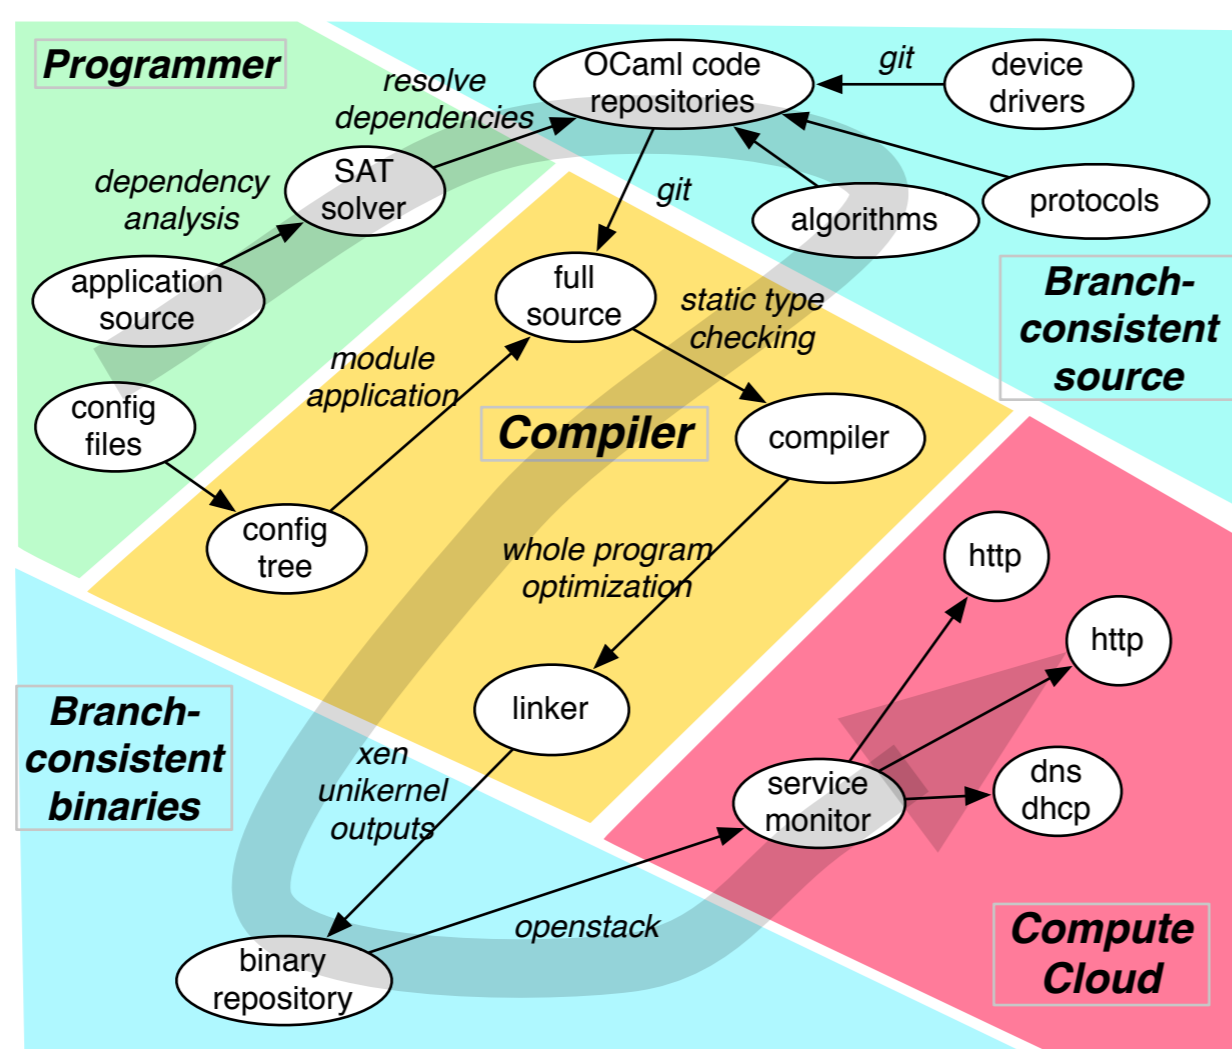 Programmer
resolve
dependencies
OCaml code
repositories
git
device
drivers
dependency
analysis
SAT
solver
git
algorithms
protocols
application
source
full
source
static type
checking
Branch-
consistent
source
module
application
config
files
Compiler
compiler
config
tree
whole program
optimization
http
http
linker
Branch-
consistent
binaries
xen
unikernel
outputs
service
monitor
dns
dhcp
openstack
Compute
Cloud
binary
repository